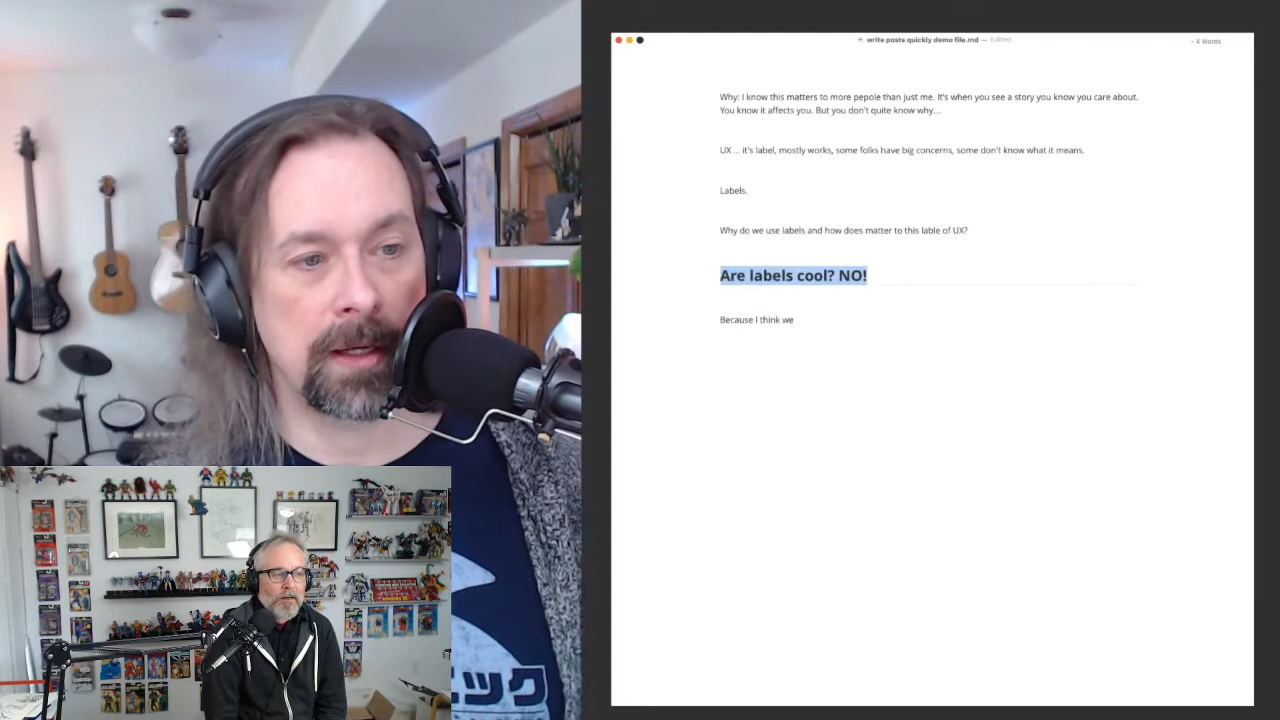 write posts quickly demo file.md — Edited
4 Words
Why: I know this matters to more pepole than just me. It's when you see a story you know you care about.
You know it affects you. But you don't quite know why....
UX ... it's label, mostly works, some folks have big concerns, some don't know what it means.
Labels.
Why do we use labels and how does matter to this lable of UX?
Are labels cool? NO!
Because I think we
ック